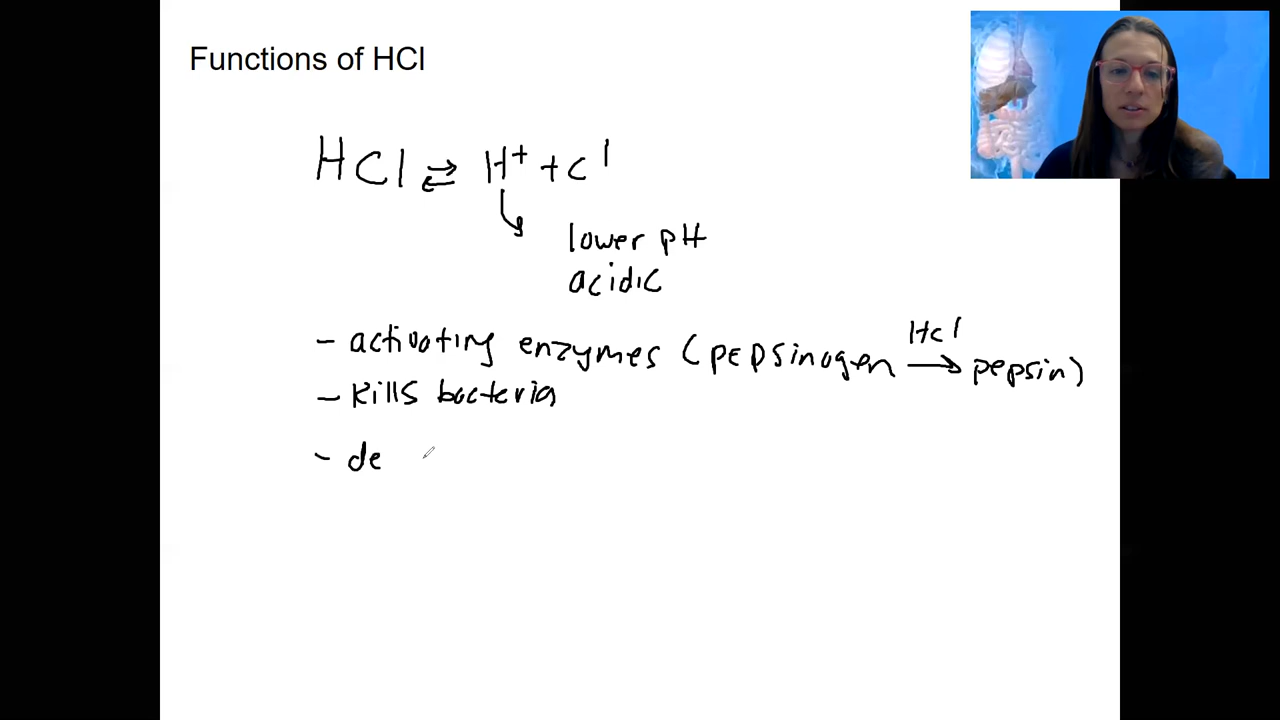 Functions of HCl
HCl ⇄ H+ + Cl
lower pH
acidic
- activating enzymes (pepsinogen HCl → pepsin)
- kills bacteria
- de